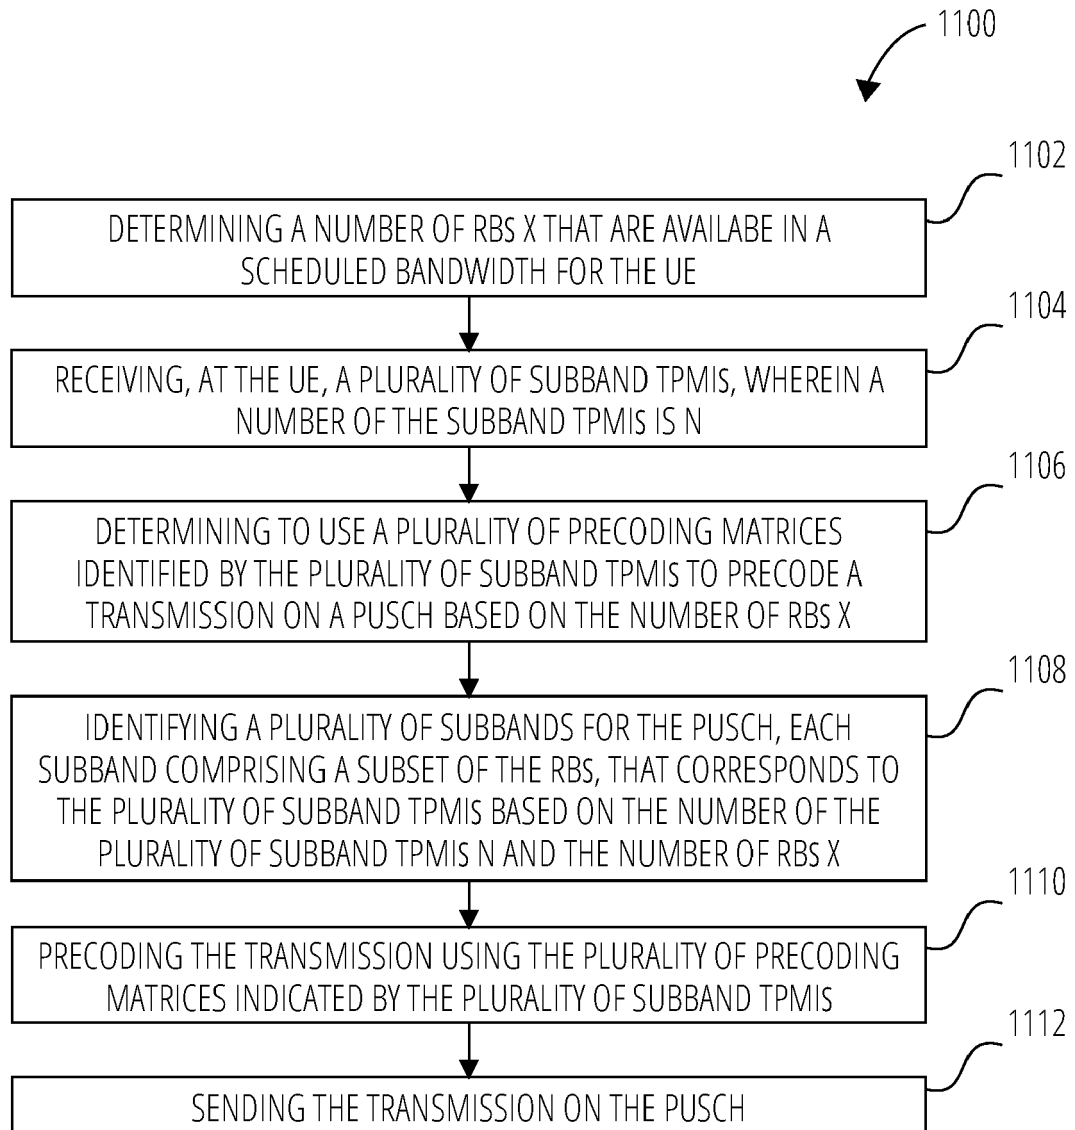 1100
1102
DETERMINING A NUMBER OF RBs X THAT ARE AVAILABE IN A
SCHEDULED BANDWIDTH FOR THE UE
1104
RECEIVING, AT THE UE, A PLURALITY OF SUBBAND TPMIs, WHEREIN A
NUMBER OF THE SUBBAND TPMIs IS N
1106
DETERMINING TO USE A PLURALITY OF PRECODING MATRICES
IDENTIFIED BY THE PLURALITY OF SUBBAND TPMIs TO PRECODE A
TRANSMISSION ON A PUSCH BASED ON THE NUMBER OF RBs X
1108
IDENTIFYING A PLURALITY OF SUBBANDS FOR THE PUSCH, EACH
SUBBAND COMPRISING A SUBSET OF THE RBs, THAT CORRESPONDS TO
THE PLURALITY OF SUBBAND TPMIs BASED ON THE NUMBER OF THE
PLURALITY OF SUBBAND TPMIs N AND THE NUMBER OF RBs X
1110
PRECODING THE TRANSMISSION USING THE PLURALITY OF PRECODING
MATRICES INDICATED BY THE PLURALITY OF SUBBAND TPMIs
1112
SENDING THE TRANSMISSION ON THE PUSCH